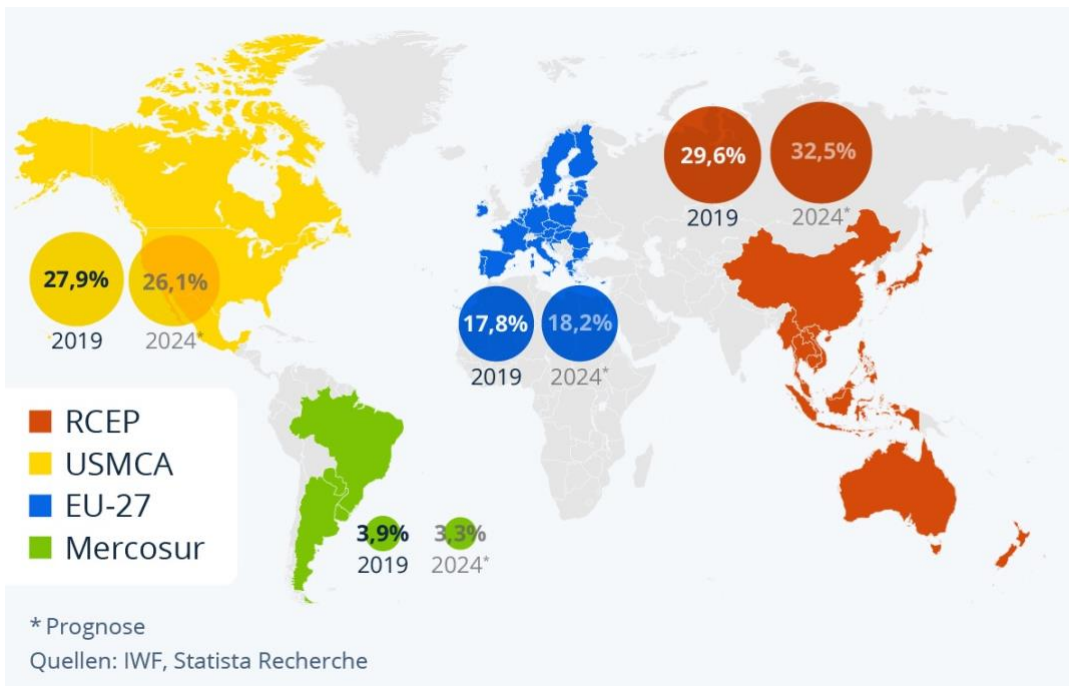 29,6%
32,5%
2019
2024*
27,9%
26,1%
2019
2024*
17,8%
18,2%
2019
2024*
RCEP
USMCA
EU-27
Mercosur
3,9%
3,3%
2019
2024*
* Prognose
Quellen: IWF, Statista Recherche